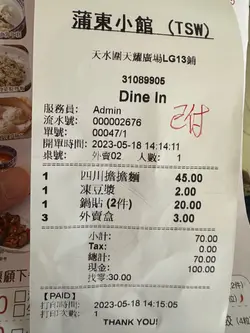 蒲東小館 (TSW)
天水圍天耀廣場LG13鋪
31089905
Dine In
已付
服務員: Admin
流水號: 000002676
單號: 00047/1
開單時間: 2023-05-18 14:14:11
桌號: 外賣02 人數: 1
1 四川擔擔麵 45.00
1 凍豆漿 2.00
1 鍋貼 (2件) 20.00
3 外賣盒 3.00
小計: 70.00
Tax: 0.00
總計: 70.00
現金: 100.00
找零:30.00
【PAID】
打印時間: 2023-05-18 14:15:05
打印次數: 1
THANK YOU!